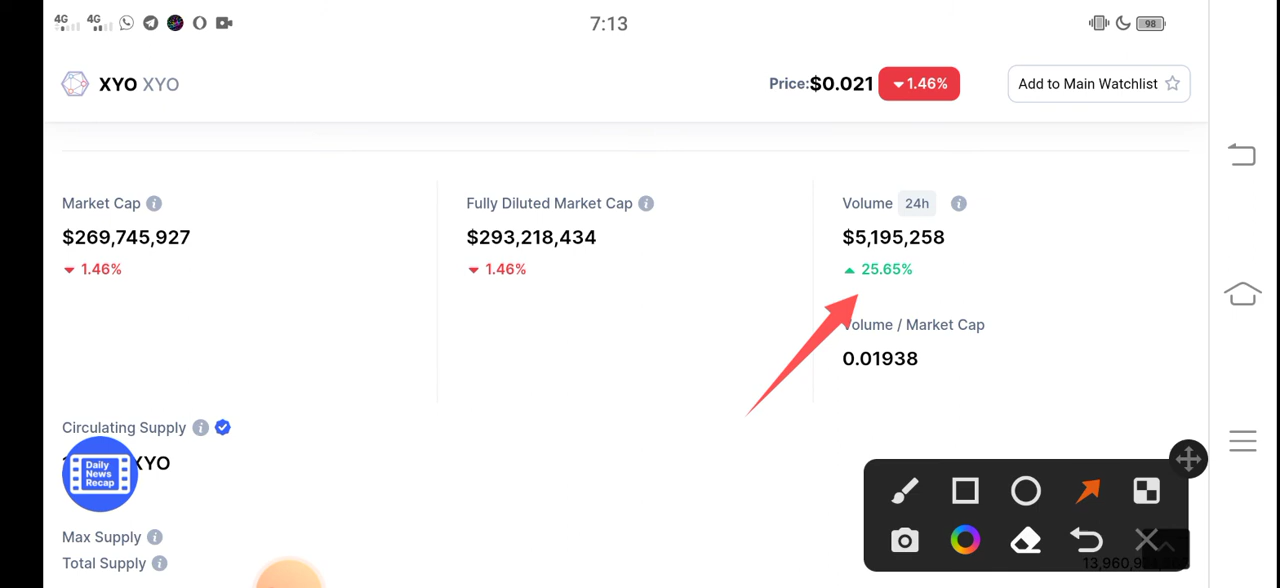 4G 4G 7:13 98
XYO XYO Price:$0.021 1.46% Add to Main Watchlist
Market Cap Fully Diluted Market Cap Volume 24h
$269,745,927 $293,218,434 $5,195,258
1.46% 1.46% 25.65%
Volume / Market Cap
0.01938
Circulating Supply
XYO
Daily
News
Recap
Max Supply
Total Supply